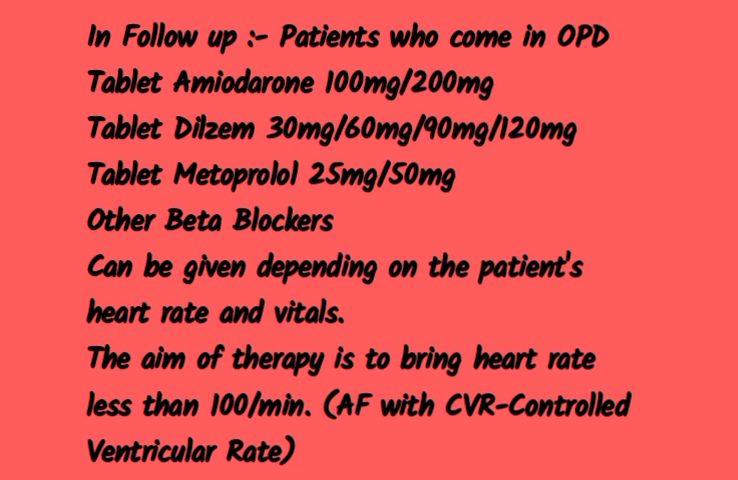 In Follow up :- Patients who come in OPD
Tablet Amiodarone 100mg/200mg
Tablet Dilzem 30mg/60mg/90mg/120mg
Tablet Metoprolol 25mg/50mg
Other Beta Blockers
Can be given depending on the patient's
heart rate and vitals.
The aim of therapy is to bring heart rate
less than 100/min. (AF with CVR-Controlled
Ventricular Rate)